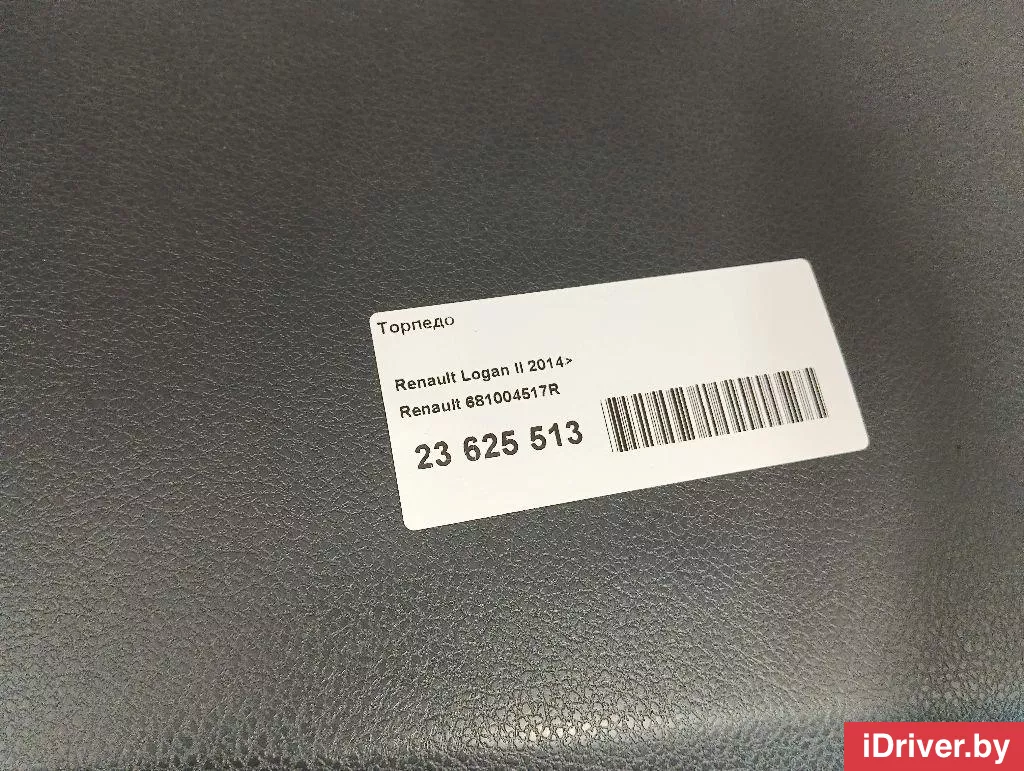 Торпедо
Renault Logan II 2014>
Renault 681004517R
23 625 513
iDriver.by